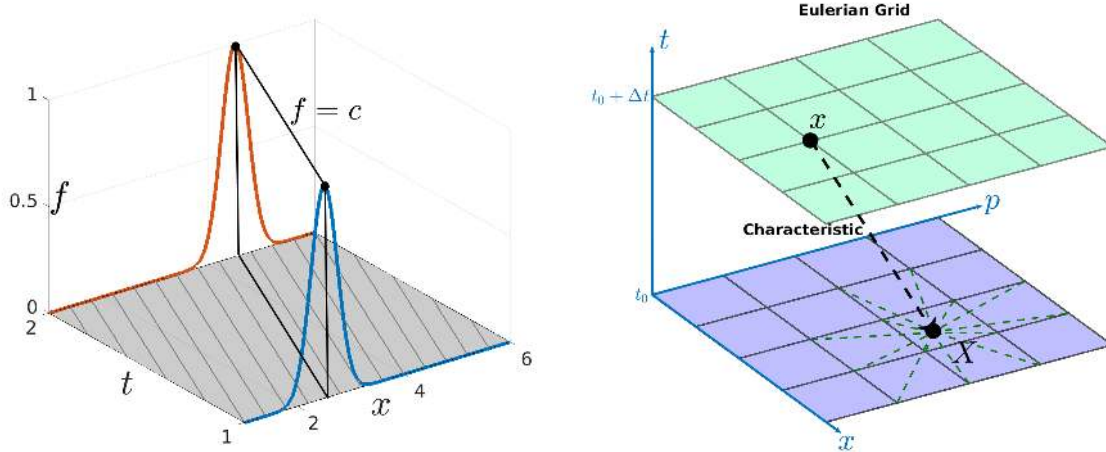 1
0.5
0
f
f = c
2
t
1
2
x
4
6
Eulerian Grid
t
t₀ + Δt
x
p
Characteristic
t₀
X
x